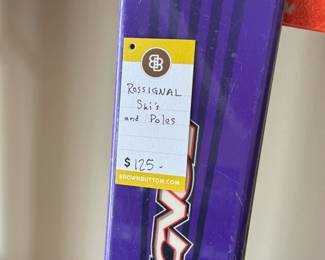 BB
ROSSIGNAL
Ski's
and Poles
$125-
BROWNBUTTON.COM